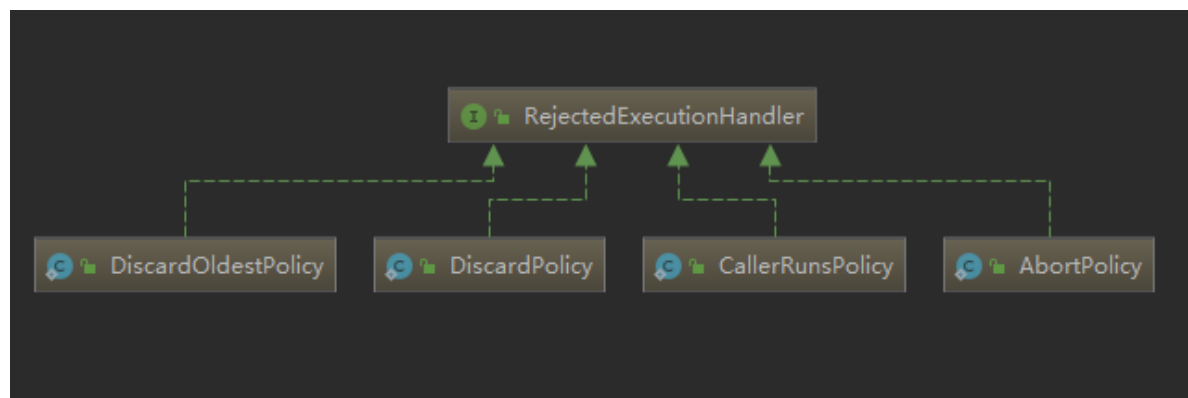 RejectedExecutionHandler
DiscardOldestPolicy DiscardPolicy CallerRunsPolicy AbortPolicy